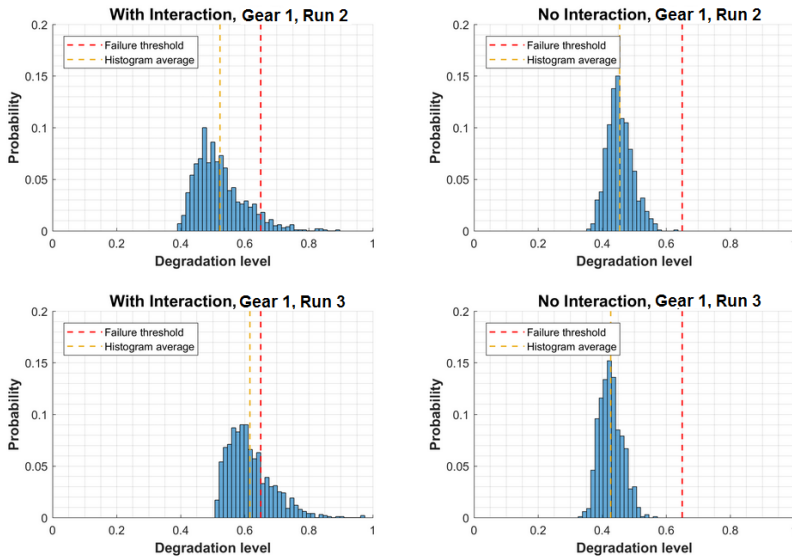 With Interaction, Gear 1, Run 2
0.2
0.15
0.1
0.05
0
Probability
Failure threshold
Histogram average
0 0.2 0.4 0.6 0.8 1
Degradation level
No Interaction, Gear 1, Run 2
0.2
0.15
0.1
0.05
0
Probability
Failure threshold
Histogram average
0 0.2 0.4 0.6 0.8 1
Degradation level
With Interaction, Gear 1, Run 3
0.2
0.15
0.1
0.05
0
Probability
Failure threshold
Histogram average
0 0.2 0.4 0.6 0.8 1
Degradation level
No Interaction, Gear 1, Run 3
0.2
0.15
0.1
0.05
0
Probability
Failure threshold
Histogram average
0 0.2 0.4 0.6 0.8 1
Degradation level